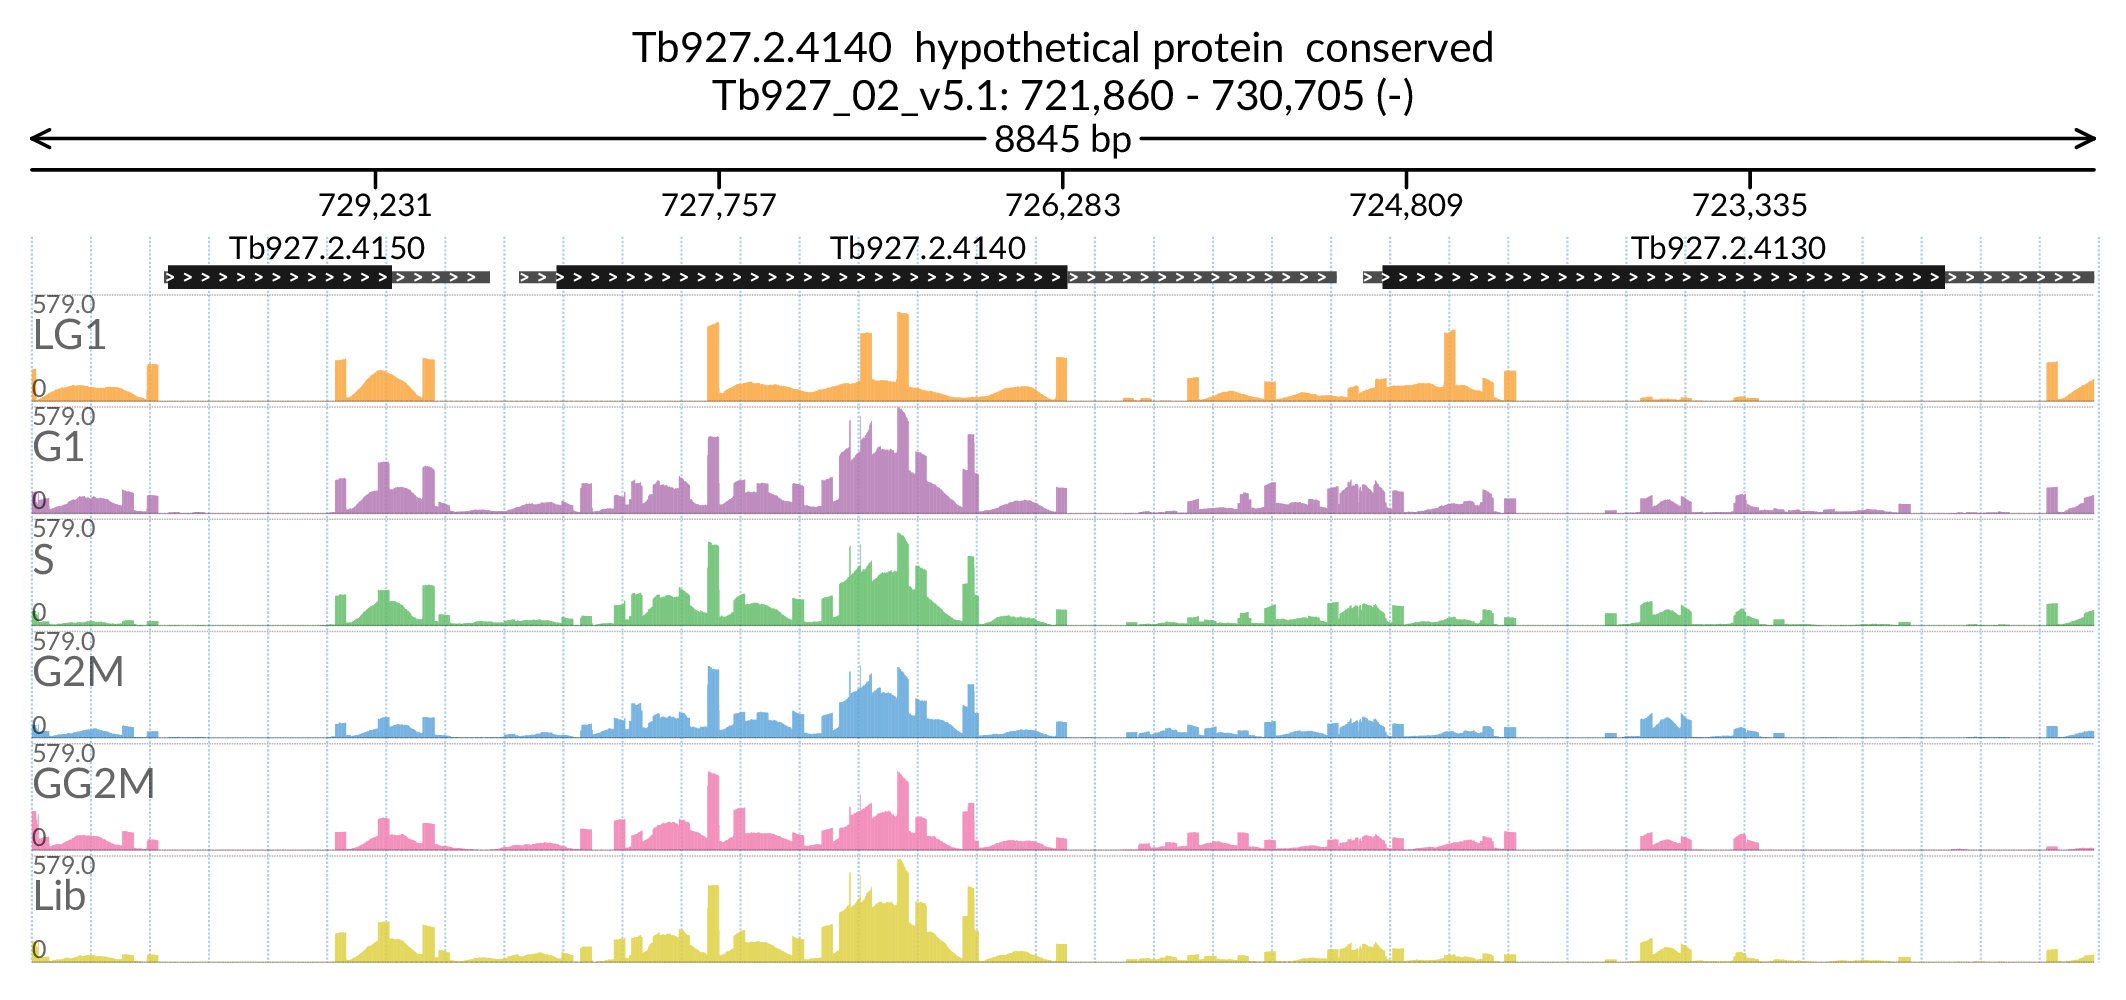 Tb927.2.4140  hypothetical protein  conserved
Tb927_02_v5.1: 721,860 - 730,705 (-)
8845 bp
729,231 727,757 726,283 724,809 723,335
Tb927.2.4150 Tb927.2.4140 Tb927.2.4130
579.0
LG1
0
579.0
G1
0
579.0
S
0
579.0
G2M
0
579.0
GG2M
0
579.0
Lib
0